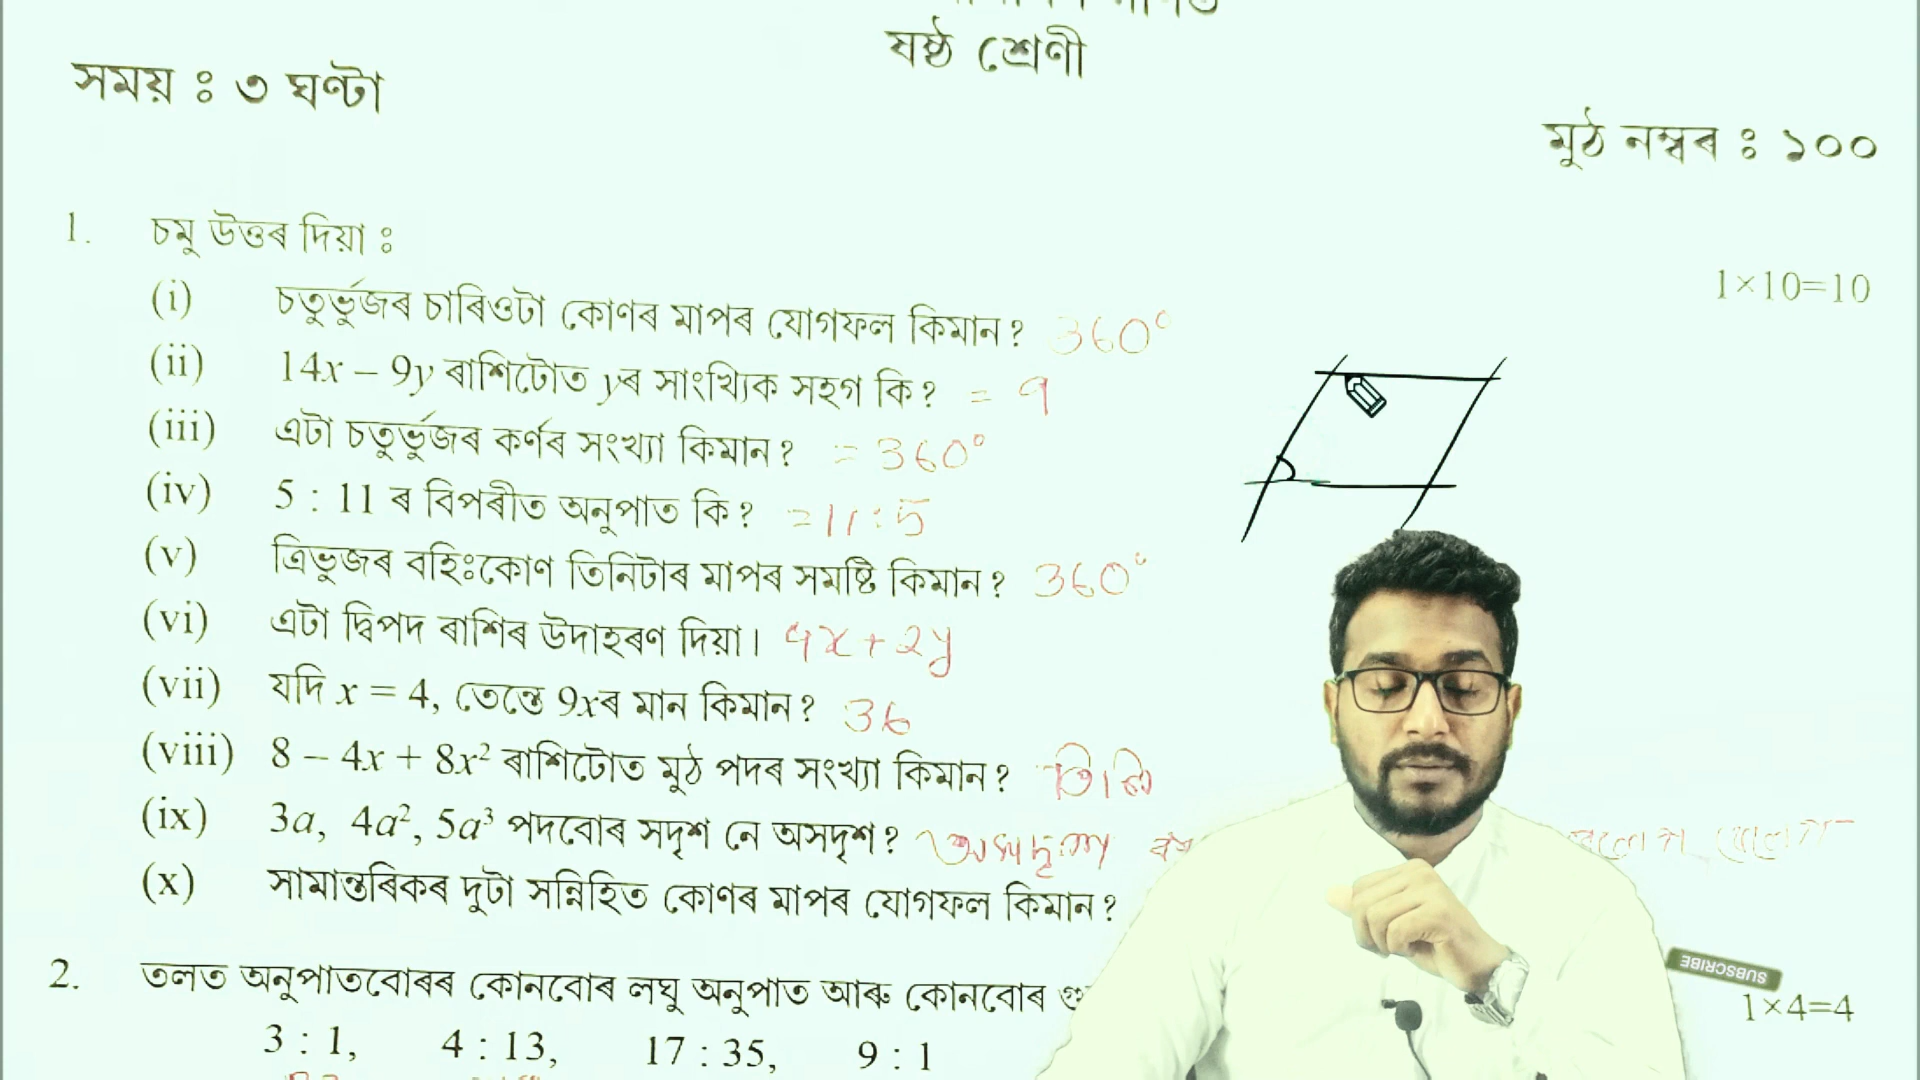 ষষ্ঠ শ্ৰেণী
সময় ঃ ৩ ঘণ্টা
মুঠ নম্বৰ ঃ ১০০
1. চমু উত্তৰ দিয়া ঃ
1×10=10
(i) চতুৰ্ভুজৰ চাৰিওটা কোণৰ মাপৰ যোগফল কিমান? 360°
(ii) 14x – 9y ৰাশিটোত yৰ সাংখ্যিক সহগ কি? = 9
(iii) এটা চতুৰ্ভুজৰ কৰ্ণৰ সংখ্যা কিমান? = 360°
(iv) 5 : 11 ৰ বিপৰীত অনুপাত কি? = 11 : 5
(v) ত্ৰিভুজৰ বহিঃকোণ তিনিটাৰ মাপৰ সমষ্টি কিমান? 360°
(vi) এটা দ্বিপদ ৰাশিৰ উদাহৰণ দিয়া। 4x + 2y
(vii) যদি x = 4, তেন্তে 9xৰ মান কিমান? 36
(viii) 8 – 4x + 8x² ৰাশিটোত মুঠ পদৰ সংখ্যা কিমান?
(ix) 3a, 4a², 5a³ পদবোৰ সদৃশ নে অসদৃশ? অসদৃশ
(x) সামান্তৰিকৰ দুটা সন্নিহিত কোণৰ মাপৰ যোগফল কিমান?
SUBSCRIBE
2. তলত অনুপাতবোৰৰ কোনবোৰ লঘু অনুপাত আৰু কোনবোৰ
1×4=4
3 : 1, 4 : 13, 17 : 35, 9 : 1